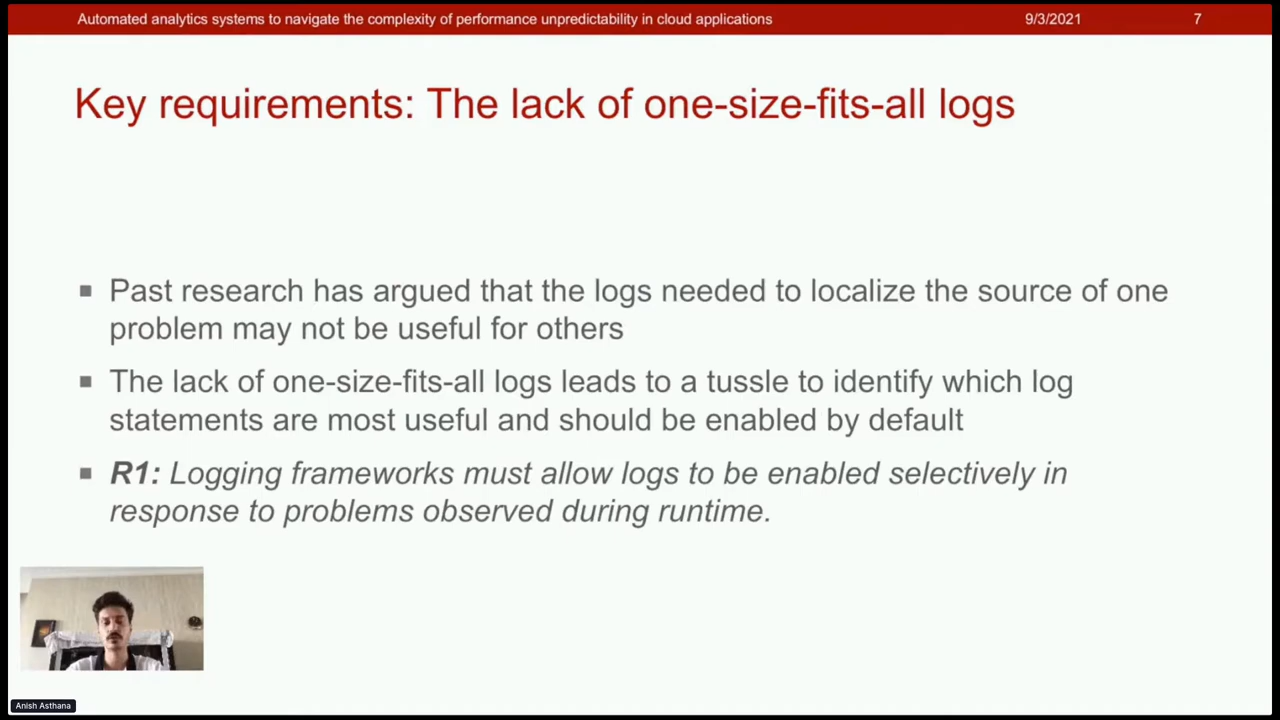 Automated analytics systems to navigate the complexity of performance unpredictability in cloud applications 9/3/2021 7
Key requirements: The lack of one-size-fits-all logs
▪ Past research has argued that the logs needed to localize the source of one
problem may not be useful for others
▪ The lack of one-size-fits-all logs leads to a tussle to identify which log
statements are most useful and should be enabled by default
▪ R1: Logging frameworks must allow logs to be enabled selectively in
response to problems observed during runtime.
Anish Asthana